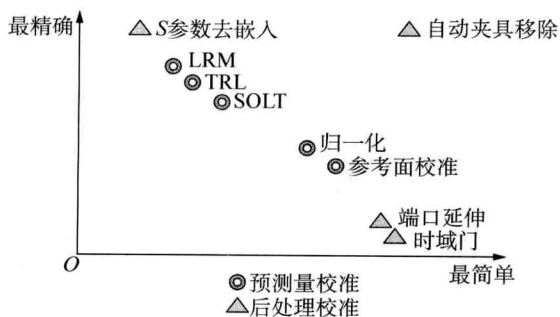 最精确
S参数去嵌入
自动夹具移除
LRM
TRL
SOLT
归一化
参考面校准
端口延伸
时域门
O
最简单
预测量校准
后处理校准